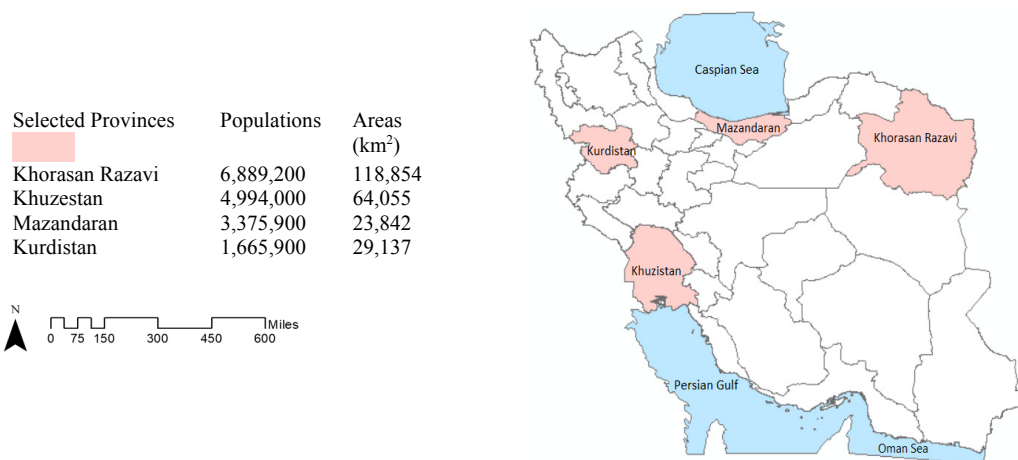 Selected Provinces Populations Areas
(km²)
Khorasan Razavi 6,889,200 118,854
Khuzestan 4,994,000 64,055
Mazandaran 3,375,900 23,842
Kurdistan 1,665,900 29,137
N
Miles
0 75 150 300 450 600
Caspian Sea
Mazandaran
Khorasan Razavi
Kurdistan
Khuzistan
Persian Gulf
Oman Sea